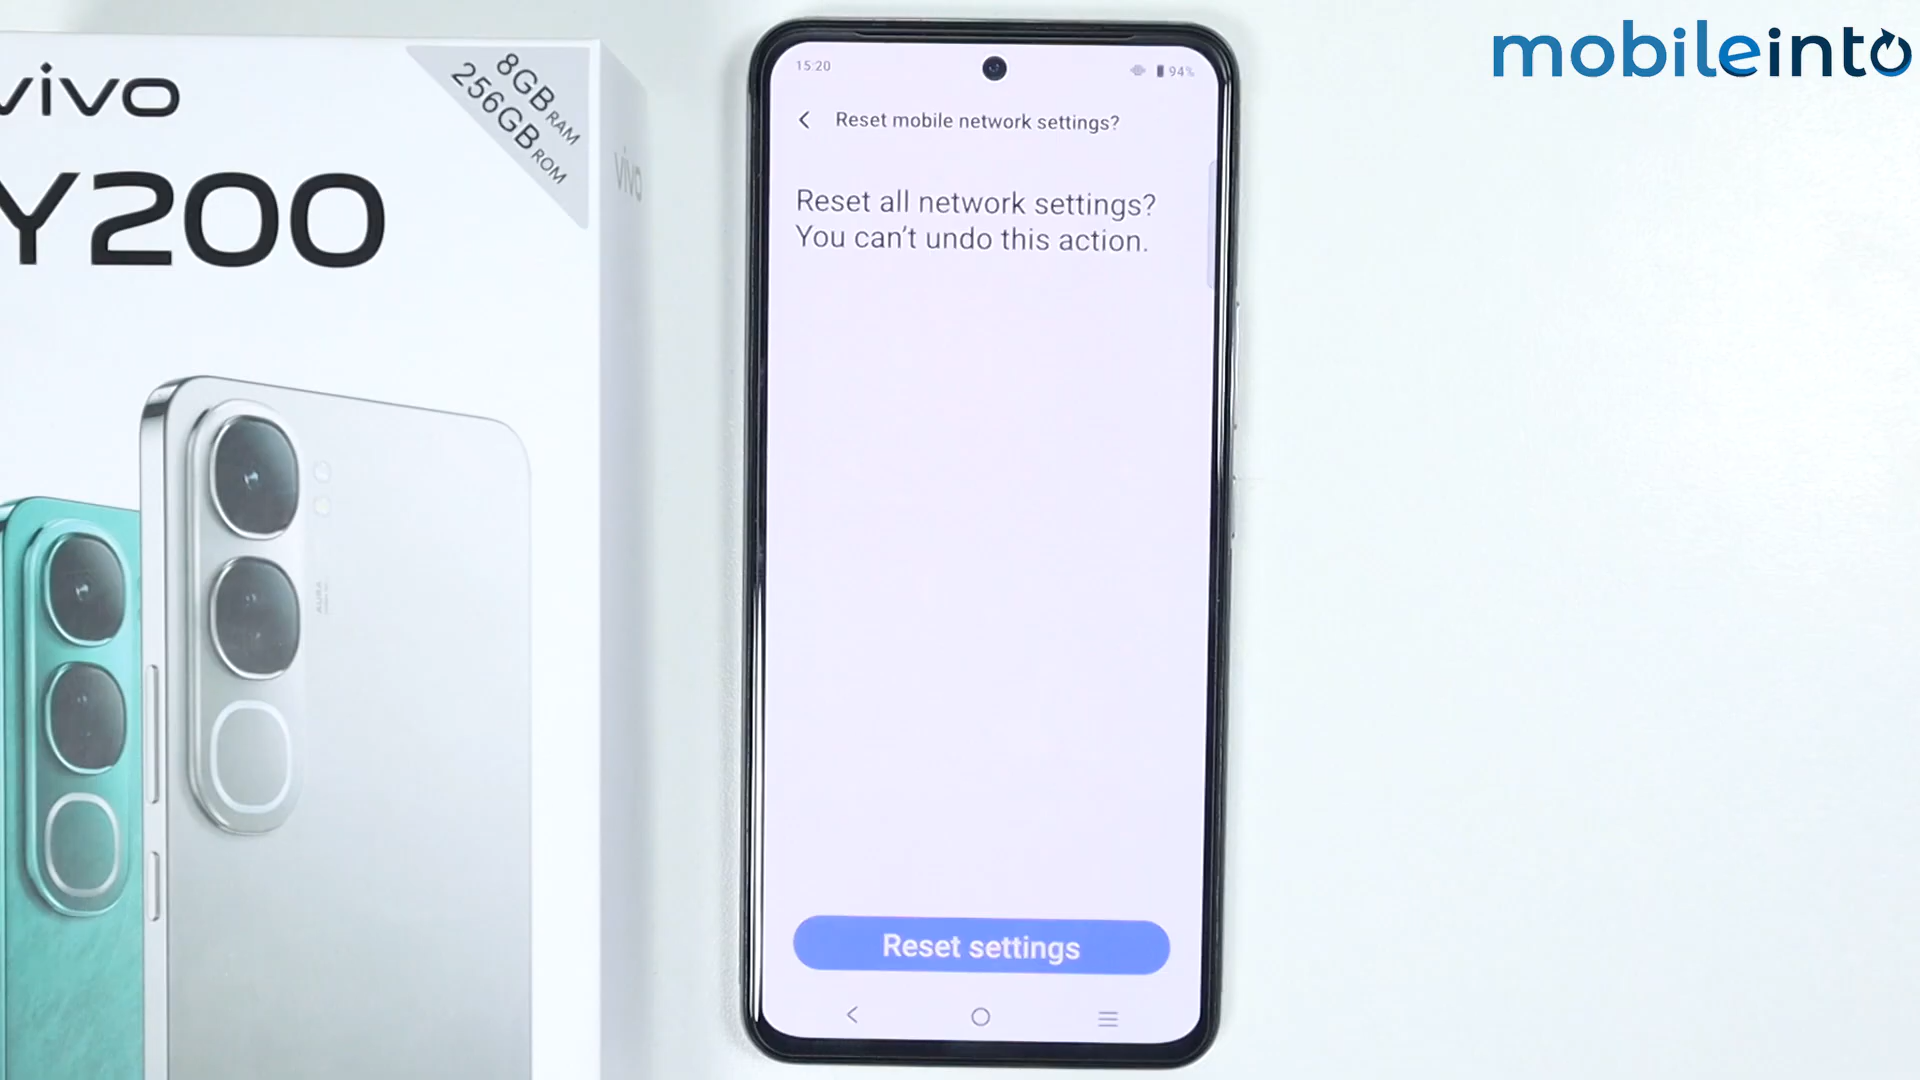 vivo
8GB RAM
256GB ROM
Y200
vivo
AURA
mobileinto
15:20
94%
Reset mobile network settings?
Reset all network settings?
You can't undo this action.
Reset settings